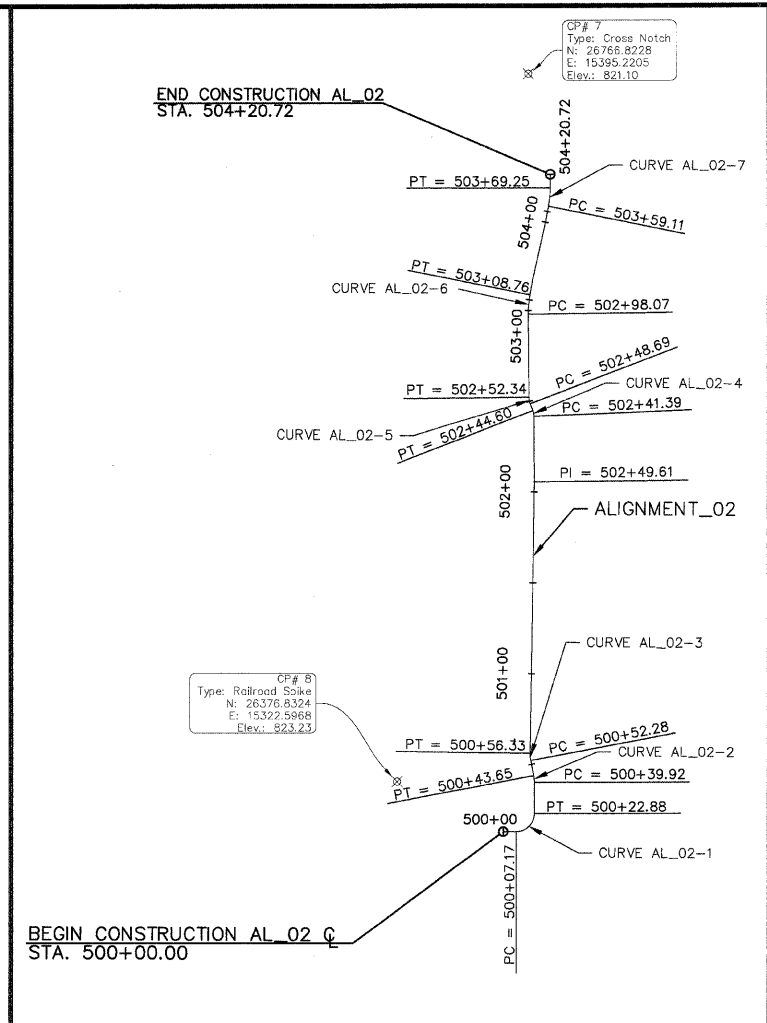 CP# 7
Type: Cross Notch
N: 26766.8228
E: 15395.2205
Elev.: 821.10
END CONSTRUCTION AL_02
STA. 504+20.72
504+20.72
CURVE AL_02-7
PT = 503+69.25
504+00
PC = 503+59.11
PT = 503+08.76
CURVE AL_02-6
PC = 502+98.07
503+00
PC = 502+48.69
PT = 502+52.34
CURVE AL_02-4
PC = 502+41.39
CURVE AL_02-5
PT = 502+44.60
PI = 502+49.61
502+00
ALIGNMENT_02
CURVE AL_02-3
501+00
CP# 8
Type: Railroad Spike
N: 26376.8324
E: 15322.5968
Elev.: 823.23
PC = 500+52.28
PT = 500+56.33
CURVE AL_02-2
PC = 500+39.92
PT = 500+43.65
PT = 500+22.88
500+00
CURVE AL_02-1
PC = 500+07.17
BEGIN CONSTRUCTION AL_02 ℄
STA. 500+00.00